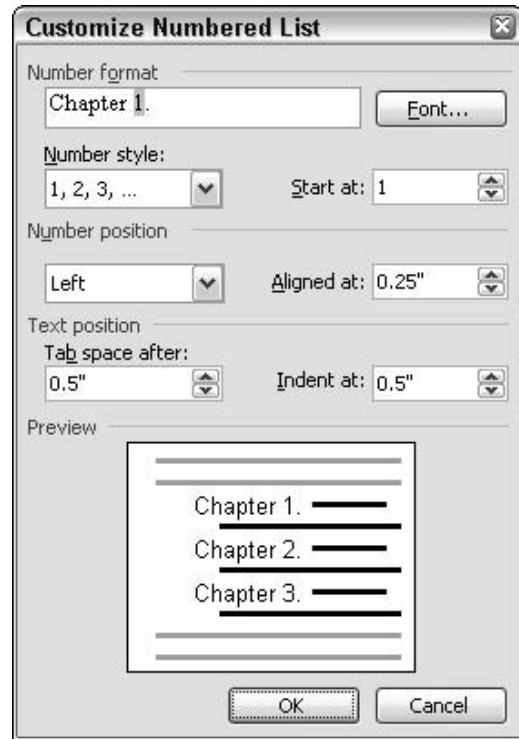 Customize Numbered List
Number format
Chapter 1.
Font...
Number style:
1, 2, 3, ...
Start at: 1
Number position
Left
Aligned at: 0.25"
Text position
Tab space after:
0.5"
Indent at: 0.5"
Preview
Chapter 1.
Chapter 2.
Chapter 3.
OK
Cancel